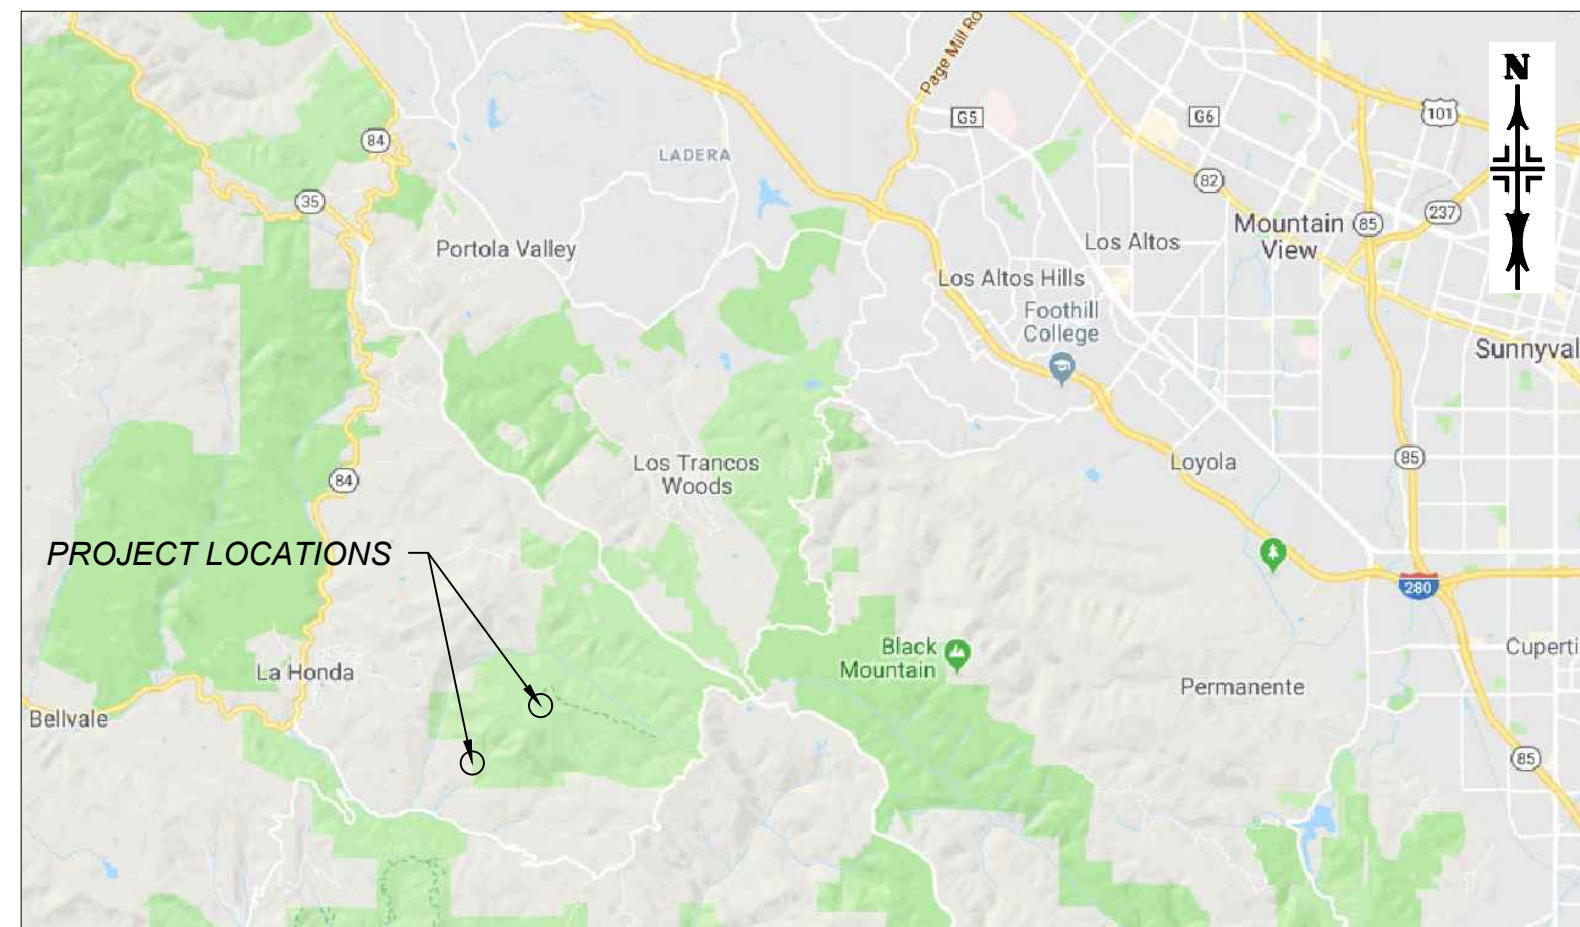 Page Mill Rd
N
G5
G6
101
84
LADERA
82
35
237
Mountain
View
85
Portola Valley
Los Altos
Los Altos Hills
Foothill
College
Sunnyval
Los Trancos
Woods
Loyola
85
84
PROJECT LOCATIONS
280
Black
Mountain
Cuperti
La Honda
Permanente
Bellvale
85